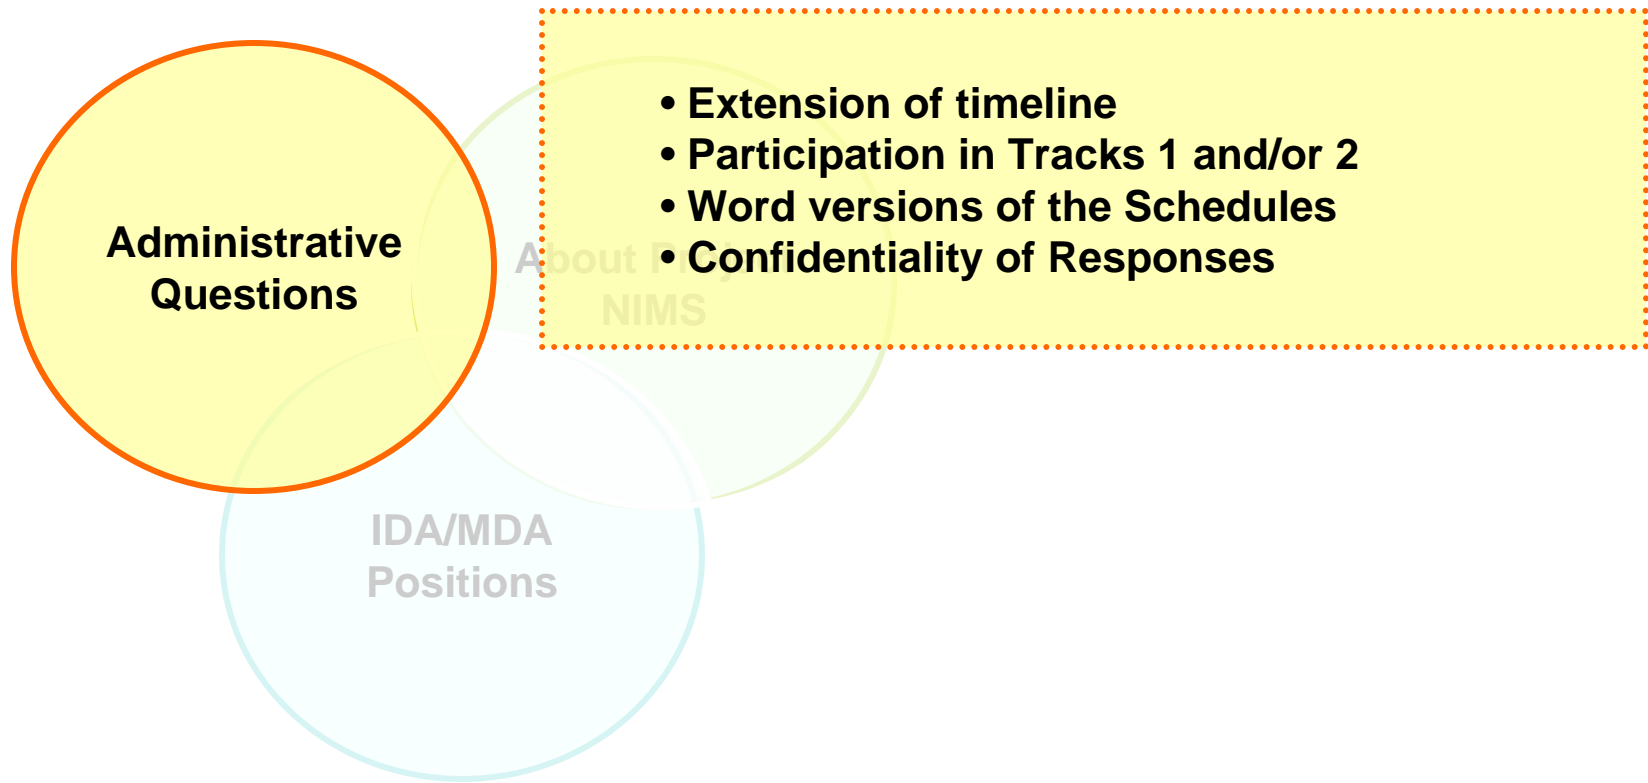 Administrative
Questions
• Extension of timeline
• Participation in Tracks 1 and/or 2
• Word versions of the Schedules
• Confidentiality of Responses
About
NIMS
IDA/MDA
Positions